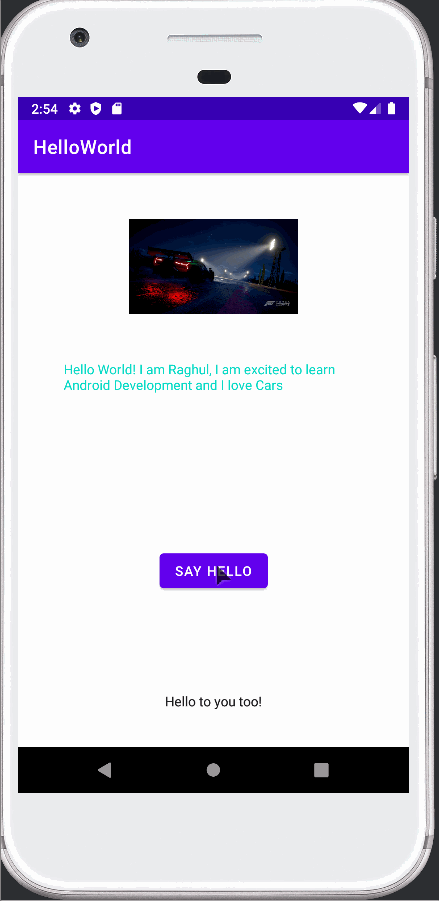 2:54
HelloWorld
Hello World! I am Raghul, I am excited to learn
Android Development and I love Cars
SAY HELLO
Hello to you too!